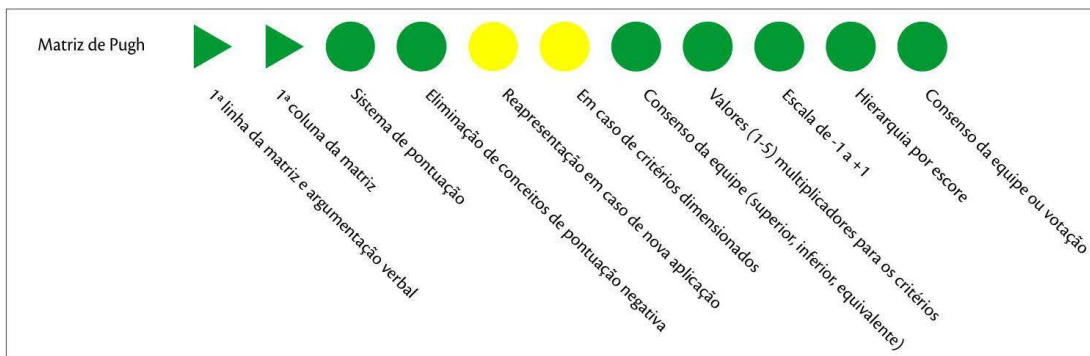 Matriz de Pugh
1ª linha da matriz e argumentação verbal
1ª coluna da matriz
Sistema de pontuação
Eliminação de conceitos de pontuação negativa
Reapresentação em caso de nova aplicação
Em caso de critérios dimensionados
Consenso da equipe (superior, inferior, equivalente)
Valores (1-5) multiplicadores para os critérios
Escala de -1 a +1
Hierarquia por escore
Consenso da equipe ou votação